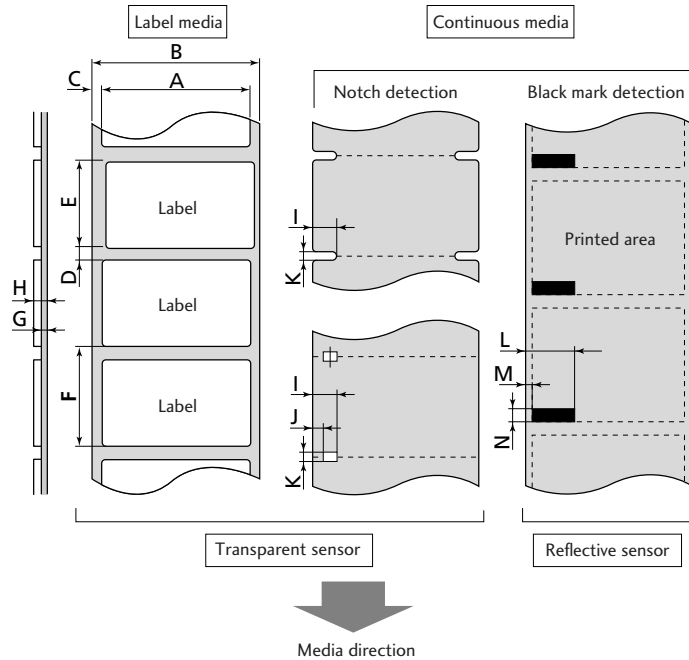 Label media
Continuous media
B
C
A
Notch detection
Black mark detection
E
Label
I
Printed area
K
D
H
G
Label
L
M
I
F
Label
J
N
K
Transparent sensor
Reflective sensor
Media direction